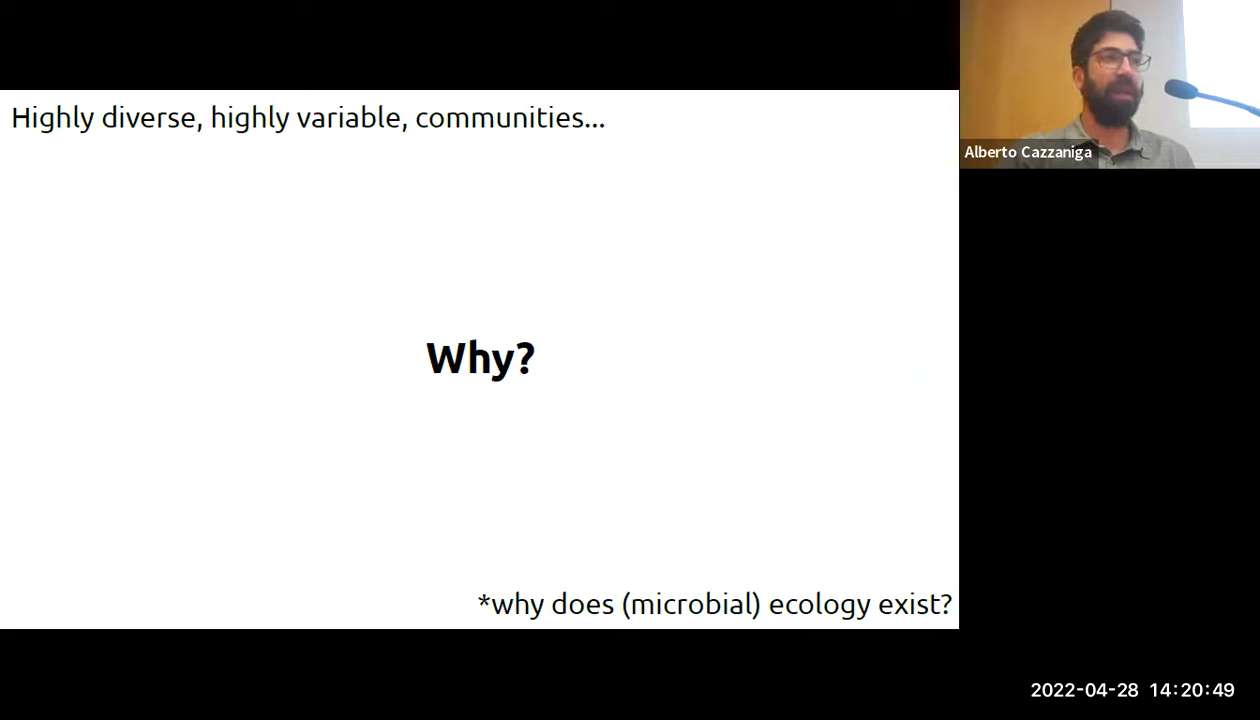 Highly diverse, highly variable, communities...
Alberto Cazzaniga
Why?
*why does (microbial) ecology exist?
2022-04-28 14:20:49